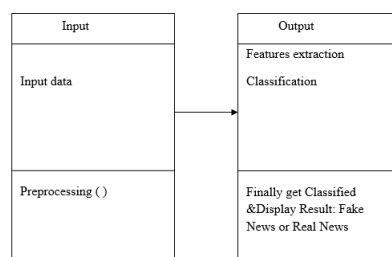 Input
Input data
Preprocessing ( )
Output
Features extraction
Classification
Finally get Classified
&Display Result: Fake
News or Real News